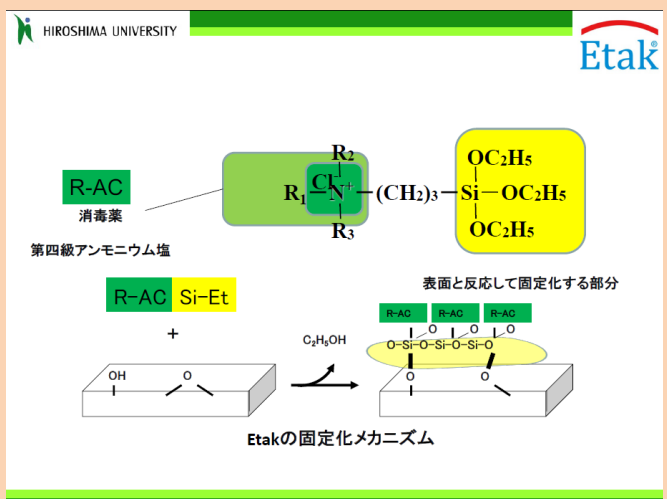 HIROSHIMA UNIVERSITY
Etak
R-AC
消毒薬
第四級アンモニウム塩
R2
R1 Cl- N+ (CH2)3 Si OC2H5
R3
OC2H5
OC2H5
R-AC Si-Et
+
OH
O
C2H5OH
表面と反応して固定化する部分
R-AC R-AC R-AC
O O O
O-Si-O-Si-O-Si-O
O O
Etakの固定化メカニズム